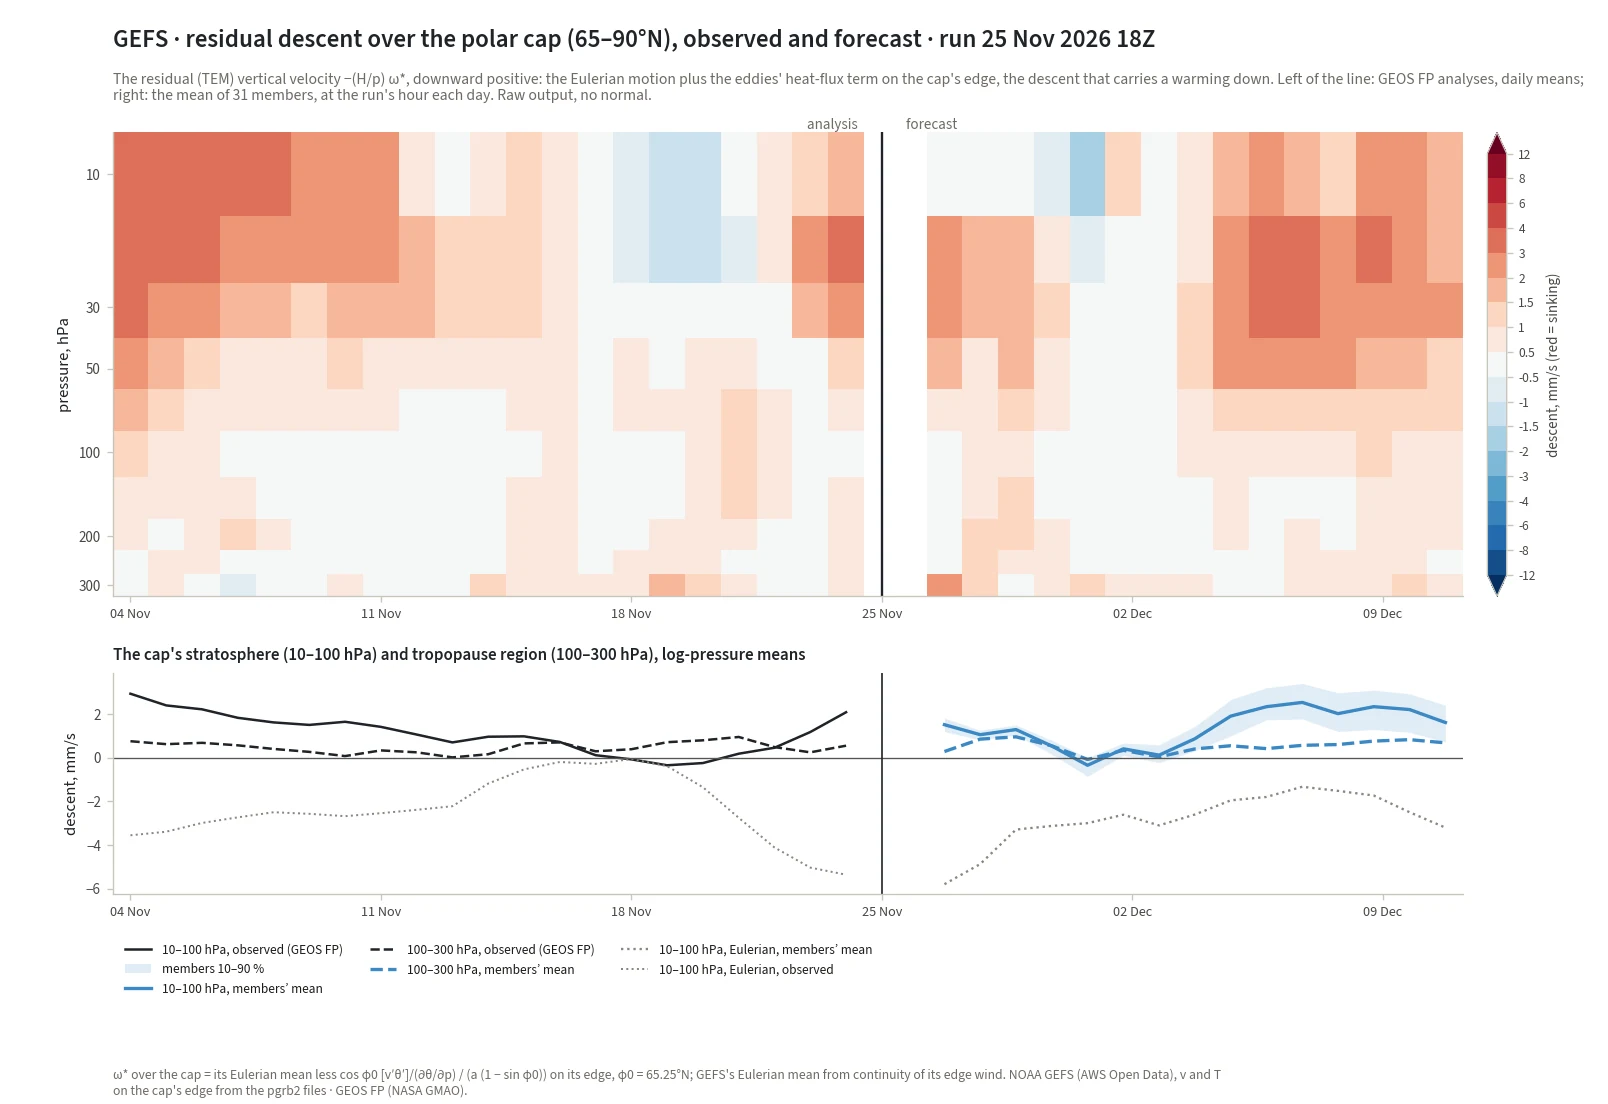 GEFS · residual descent over the polar cap (65–90°N), observed and forecast · run 25 Nov 2026 18Z
The residual (TEM) vertical velocity −(H/p) ω*, downward positive: the Eulerian motion plus the eddies' heat-flux term on the cap's edge, the descent that carries a warming down. Left of the line: GEOS FP analyses, daily means;
right: the mean of 31 members, at the run's hour each day. Raw output, no normal.
analysis
forecast
pressure, hPa
10
30
50
100
200
300
04 Nov
11 Nov
18 Nov
25 Nov
02 Dec
09 Dec
12
8
6
4
3
2
1.5
1
0.5
-0.5
-1
-1.5
-2
-3
-4
-6
-8
-12
descent, mm/s (red = sinking)
The cap's stratosphere (10–100 hPa) and tropopause region (100–300 hPa), log-pressure means
descent, mm/s
2
0
−2
−4
−6
04 Nov
11 Nov
18 Nov
25 Nov
02 Dec
09 Dec
10–100 hPa, observed (GEOS FP)
members 10–90 %
10–100 hPa, members’ mean
100–300 hPa, observed (GEOS FP)
100–300 hPa, members’ mean
10–100 hPa, Eulerian, members’ mean
10–100 hPa, Eulerian, observed
ω* over the cap = its Eulerian mean less cos φ0 [v′θ′]/(∂θ/∂p) / (a (1 − sin φ0)) on its edge, φ0 = 65.25°N; GEFS's Eulerian mean from continuity of its edge wind. NOAA GEFS (AWS Open Data), v and T
on the cap's edge from the pgrb2 files · GEOS FP (NASA GMAO).